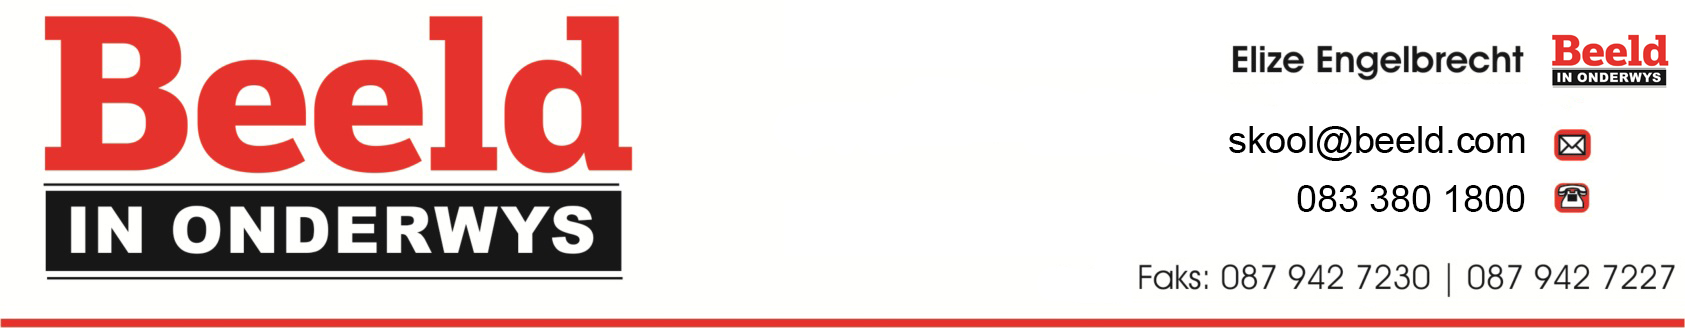 Beeld
IN ONDERWYS
Elize Engelbrecht
Beeld
IN ONDERWYS
skool@beeld.com
083 380 1800
Faks: 087 942 7230 | 087 942 7227